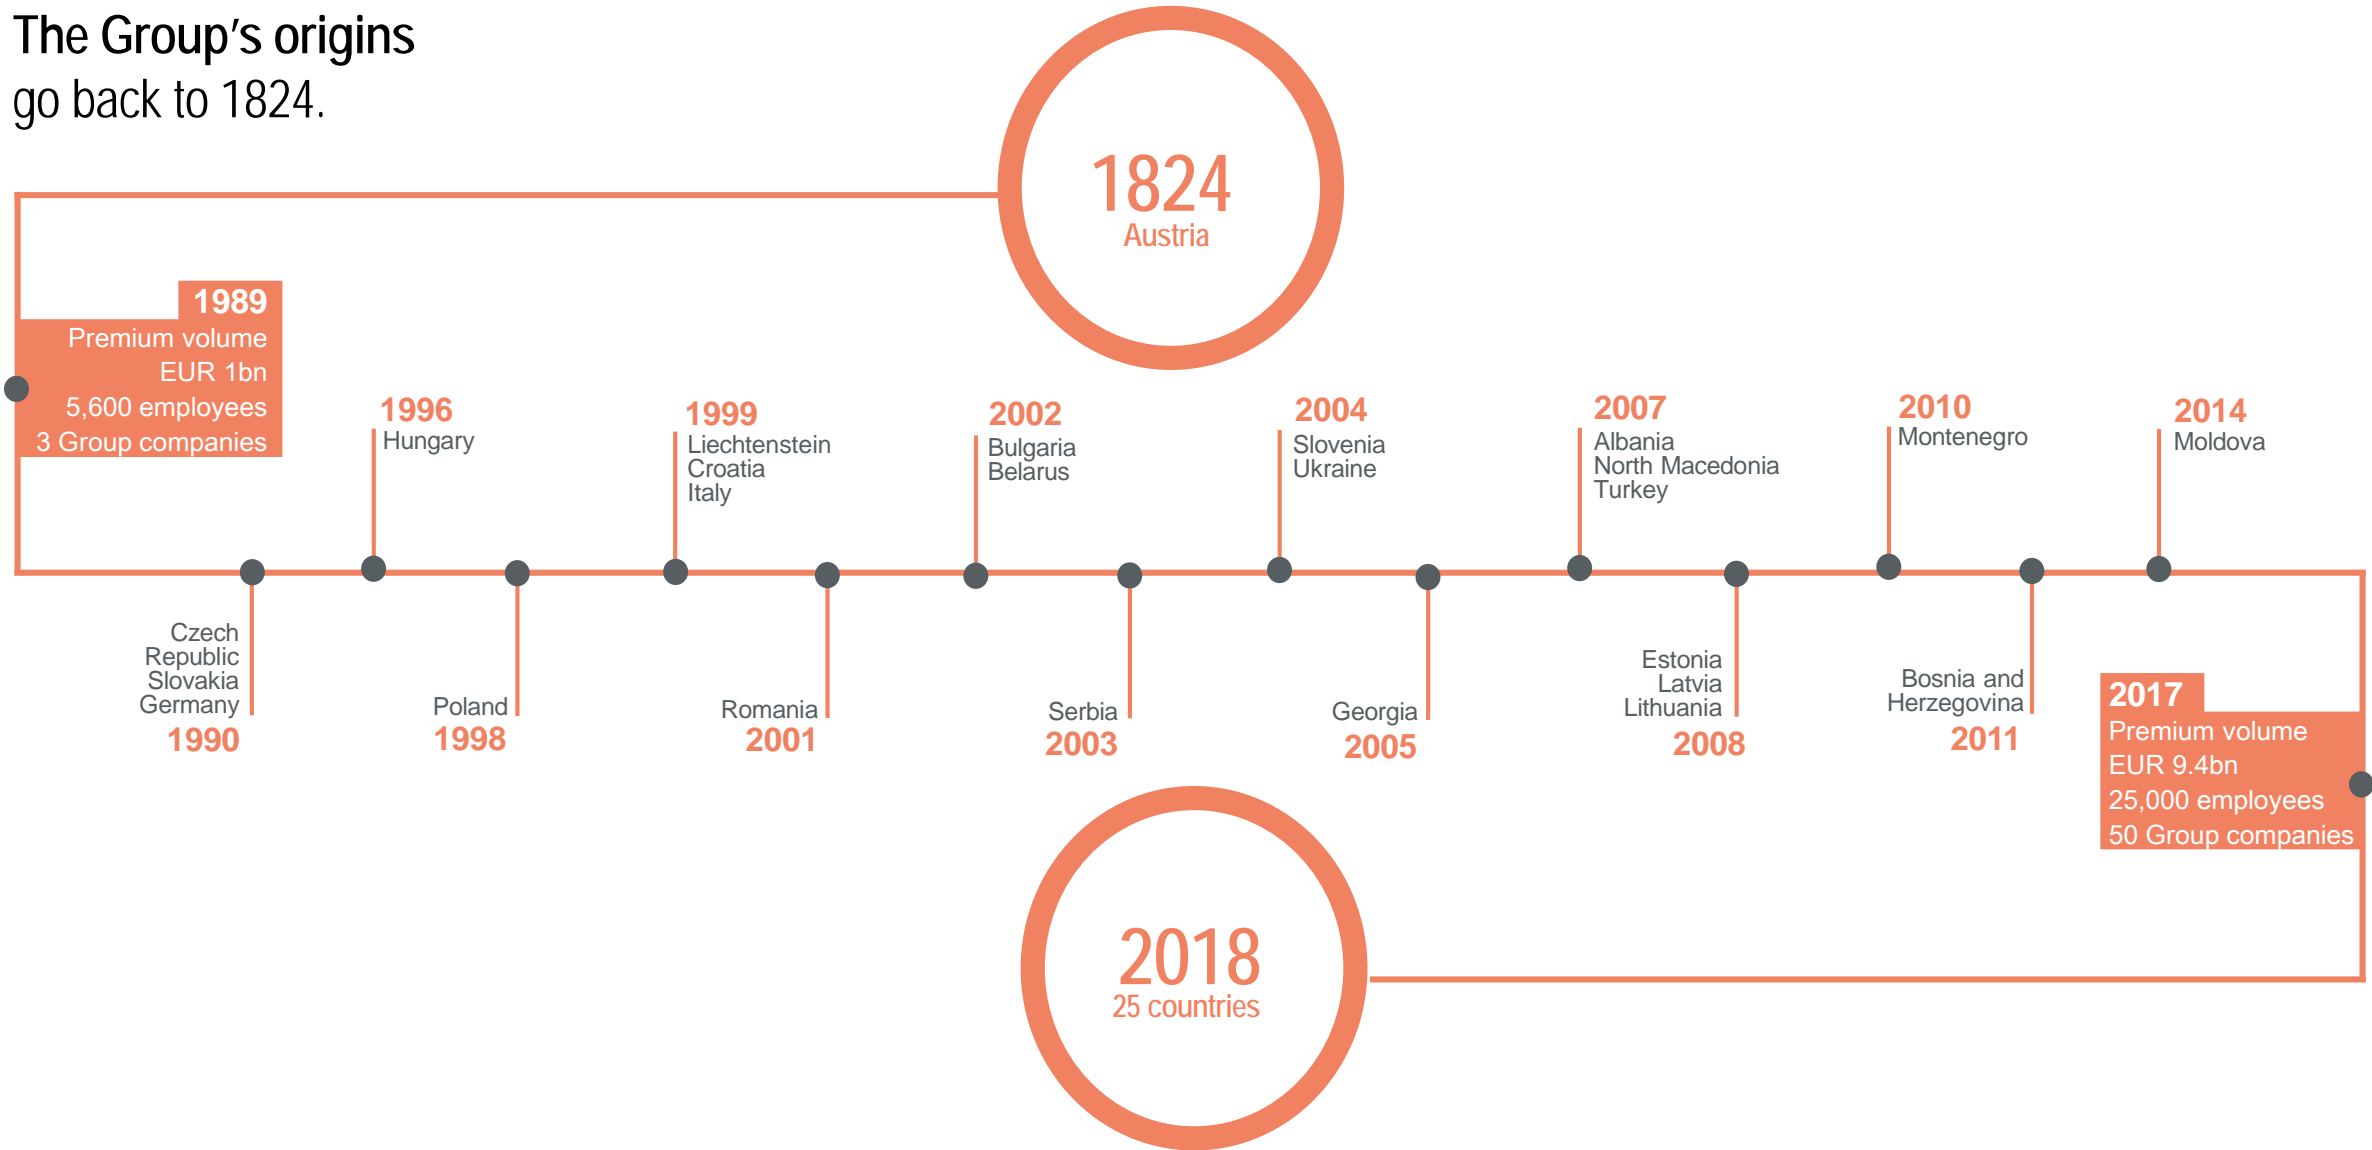 The Group's origins
go back to 1824.
1824
Austria
1989
Premium volume
EUR 1bn
5,600 employees
3 Group companies
1996
Hungary
1999
Liechtenstein
Croatia
Italy
2002
Bulgaria
Belarus
2004
Slovenia
Ukraine
2007
Albania
North Macedonia
Turkey
2010
Montenegro
2014
Moldova
Czech
Republic
Slovakia
Germany
1990
Poland
1998
Romania
2001
Serbia
2003
Georgia
2005
Estonia
Latvia
Lithuania
2008
Bosnia and
Herzegovina
2011
2017
Premium volume
EUR 9.4bn
25,000 employees
50 Group companies
2018
25 countries